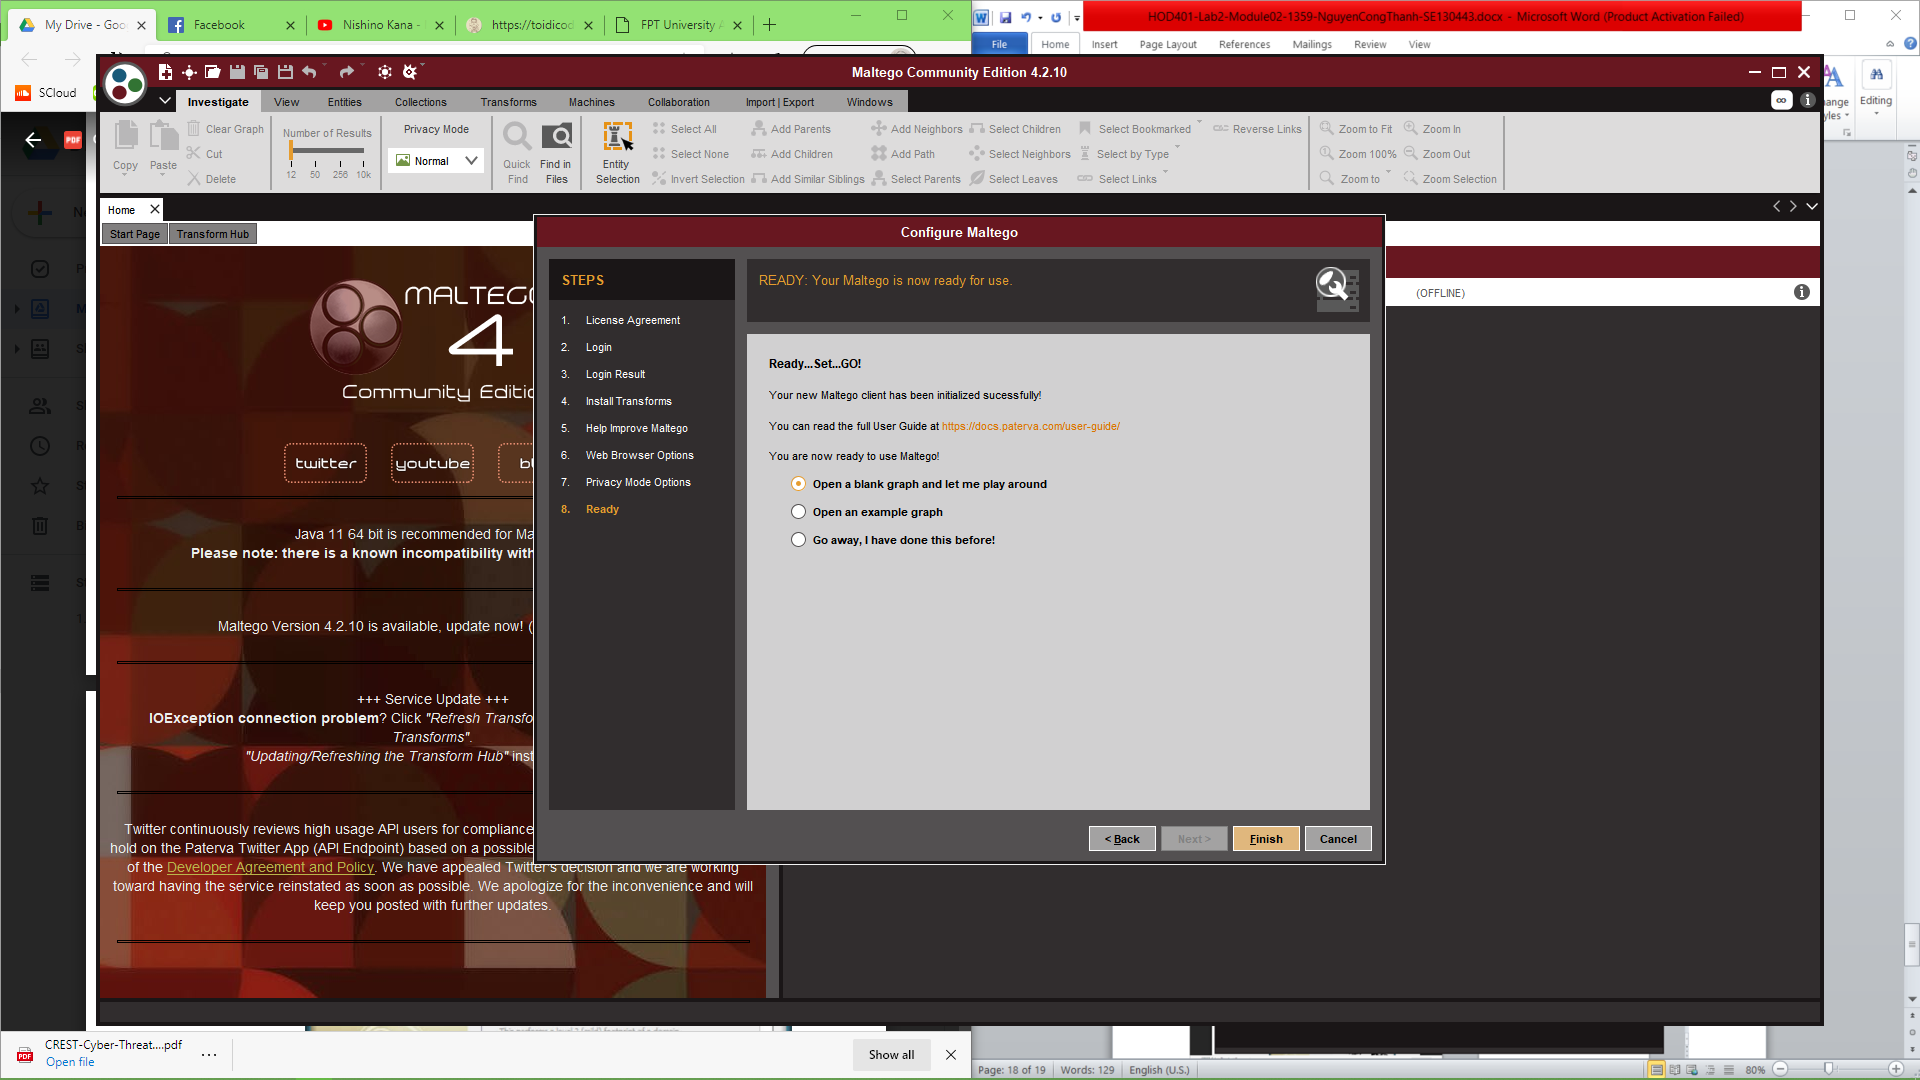 My Drive - Goo
Facebook
Nishino Kana -
https://toidicod
FPT University A
HOD401-Lab2-Module02-1359-NguyenCongThanh-SE130443.docx - Microsoft Word (Product Activation Failed)
File
Home
Insert
Page Layout
References
Mailings
Review
View
SCloud
Maltego Community Edition 4.2.10
Investigate
View
Entities
Collections
Transforms
Machines
Collaboration
Import | Export
Windows
Editing
Copy
Paste
Clear Graph
Cut
Delete
Number of Results
12 50 256 10k
Privacy Mode
Normal
Quick Find
Find in Files
Entity Selection
Select All
Select None
Invert Selection
Add Parents
Add Children
Add Similar Siblings
Add Neighbors
Add Path
Select Parents
Select Children
Select Neighbors
Select Leaves
Select Bookmarked
Select by Type
Select Links
Reverse Links
Zoom to Fit
Zoom 100%
Zoom to
Zoom In
Zoom Out
Zoom Selection
Home
Start Page
Transform Hub
MALTEGO
4
Community Editio
twitter
youtube
Java 11 64 bit is recommended for Ma
Please note: there is a known incompatibility with
Maltego Version 4.2.10 is available, update now! (
+++ Service Update +++
IOException connection problem? Click "Refresh Transfo
Transforms".
"Updating/Refreshing the Transform Hub" inst
Twitter continuously reviews high usage API users for compliance
hold on the Paterva Twitter App (API Endpoint) based on a possible
of the Developer Agreement and Policy. We have appealed Twitter's decision and we are working
toward having the service reinstated as soon as possible. We apologize for the inconvenience and will
keep you posted with further updates.
Configure Maltego
STEPS
1. License Agreement
2. Login
3. Login Result
4. Install Transforms
5. Help Improve Maltego
6. Web Browser Options
7. Privacy Mode Options
8. Ready
READY: Your Maltego is now ready for use.
Ready...Set...GO!
Your new Maltego client has been initialized sucessfully!
You can read the full User Guide at https://docs.paterva.com/user-guide/
You are now ready to use Maltego!
Open a blank graph and let me play around
Open an example graph
Go away, I have done this before!
< Back
Next >
Finish
Cancel
(OFFLINE)
CREST-Cyber-Threat....pdf
Open file
Show all
Page: 18 of 19
Words: 129
English (U.S.)
80%